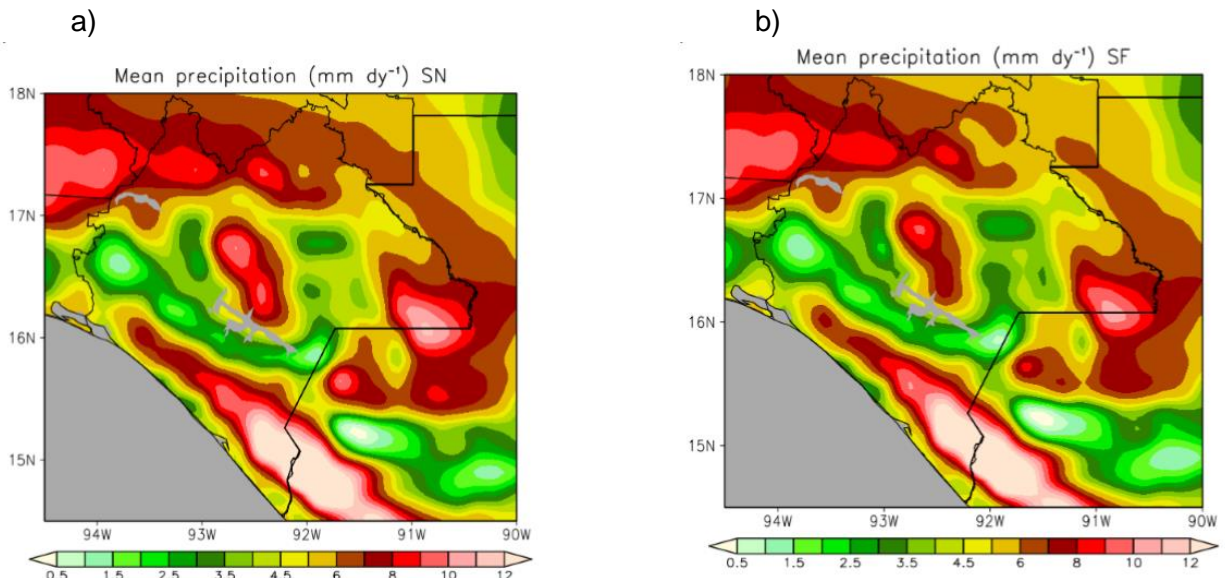 a)
b)
Mean precipitation (mm dy⁻¹) SN
Mean precipitation (mm dy⁻¹) SF
18N
17N
16N
15N
94W 93W 92W 91W 90W
0.5 1.5 2.5 3.5 4.5 6 8 10 12
18N
17N
16N
15N
94W 93W 92W 91W 90W
0.5 1.5 2.5 3.5 4.5 6 8 10 12